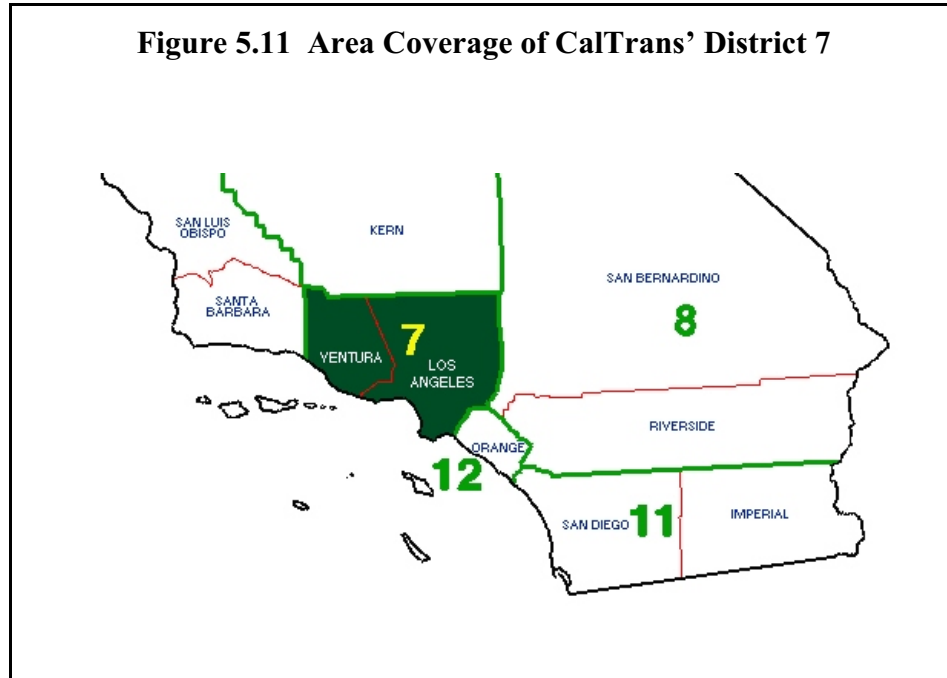 Figure 5.11  Area Coverage of CalTrans’ District 7
SAN LUIS
OBISPO
KERN
SAN BERNARDINO
SANTA
BARBARA
8
7
VENTURA
LOS
ANGELES
RIVERSIDE
ORANGE
12
SAN DIEGO
11
IMPERIAL